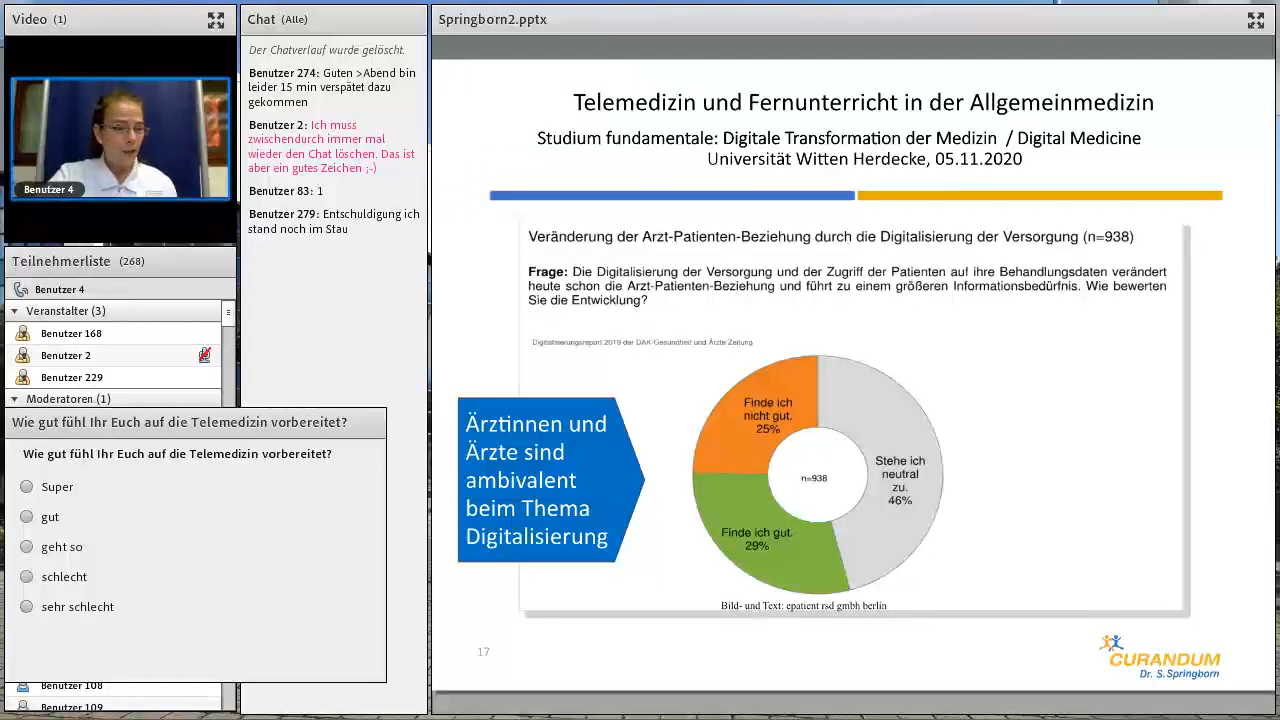 Video (1)
Benutzer 4
Teilnehmerliste (268)
Benutzer 4
Veranstalter (3)
Benutzer 168
Benutzer 2
Benutzer 229
Moderatoren (1)
Wie gut fühl Ihr Euch auf die Telemedizin vorbereitet?
Wie gut fühl Ihr Euch auf die Telemedizin vorbereitet?
Super
gut
geht so
schlecht
sehr schlecht
Benutzer 108
Benutzer 109
Chat (Alle)
Der Chatverlauf wurde gelöscht.
Benutzer 274: Guten >Abend bin
leider 15 min verspätet dazu
gekommen
Benutzer 2: Ich muss
zwischendurch immer mal
wieder den Chat löschen. Das ist
aber ein gutes Zeichen ;-)
Benutzer 83: 1
Benutzer 279: Entschuldigung ich
stand noch im Stau
Springborn2.pptx
Telemedizin und Fernunterricht in der Allgemeinmedizin
Studium fundamentale: Digitale Transformation der Medizin / Digital Medicine
Universität Witten Herdecke, 05.11.2020
Veränderung der Arzt-Patienten-Beziehung durch die Digitalisierung der Versorgung (n=938)
Frage: Die Digitalisierung der Versorgung und der Zugriff der Patienten auf ihre Behandlungsdaten verändert
heute schon die Arzt-Patienten-Beziehung und führt zu einem größeren Informationsbedürfnis. Wie bewerten
Sie die Entwicklung?
Digitalisierungsreport 2019 der DAK-Gesundheit und Ärzte Zeitung
Ärztinnen und
Ärzte sind
ambivalent
beim Thema
Digitalisierung
Finde ich
nicht gut.
25%
Stehe ich
neutral
zu.
46%
n=938
Finde ich gut.
29%
Bild- und Text: epatient rsd gmbh berlin
17
CURANDUM
Dr. S. Springborn